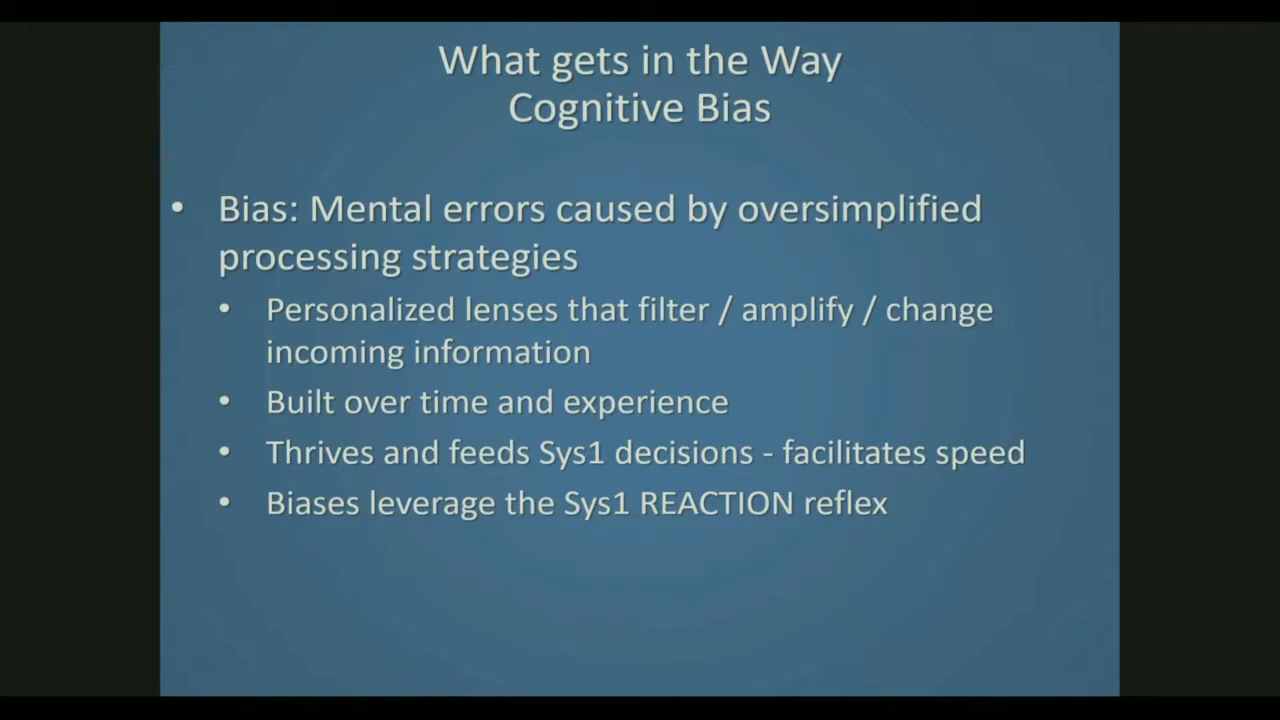 What gets in the Way
Cognitive Bias
• Bias: Mental errors caused by oversimplified
processing strategies
• Personalized lenses that filter / amplify / change
incoming information
• Built over time and experience
• Thrives and feeds Sys1 decisions - facilitates speed
• Biases leverage the Sys1 REACTION reflex